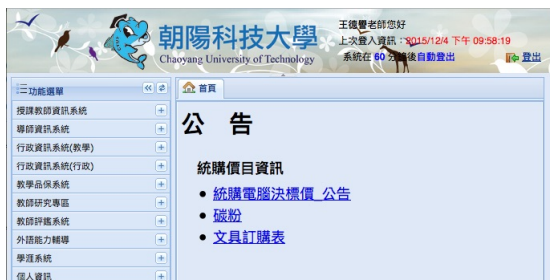 朝陽科技大學
Chaoyang University of Technology
王德譽老師您好
上次登入資訊：2015/12/4 下午 09:58:19
系統在 60 分鐘後自動登出
登出
功能選單
首頁
授課教師資訊系統
導師資訊系統
行政資訊系統(教學)
行政資訊系統(行政)
教學品保系統
教師研究專區
教師評鑑系統
外語能力輔導
學涯系統
個人資訊
公 告
統購價目資訊
統購電腦決標價_公告
碳粉
文具訂購表